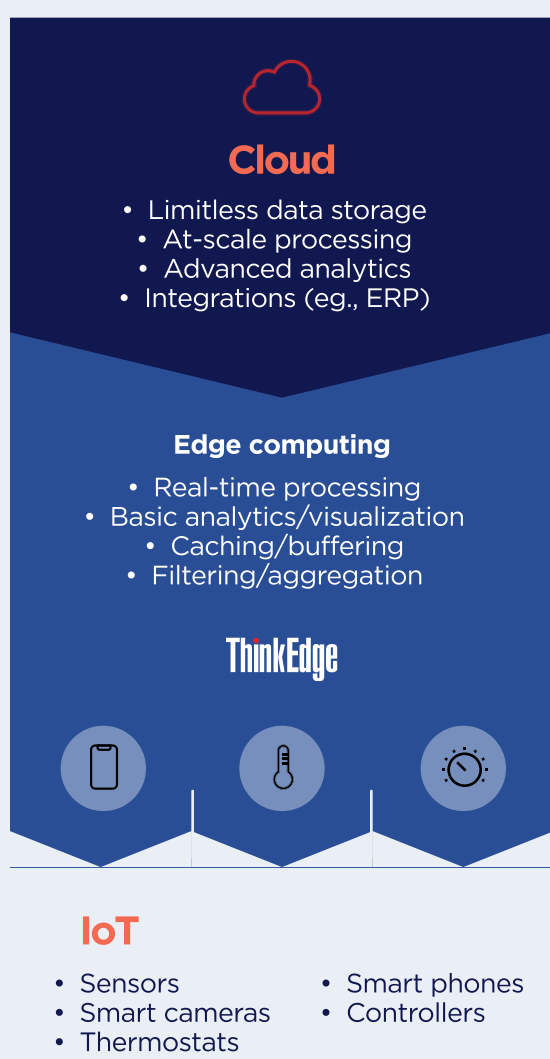 Cloud
• Limitless data storage
• At-scale processing
• Advanced analytics
• Integrations (eg., ERP)
Edge computing
• Real-time processing
• Basic analytics/visualization
• Caching/buffering
• Filtering/aggregation
ThinkEdge
IoT
• Sensors
• Smart cameras
• Thermostats
• Smart phones
• Controllers